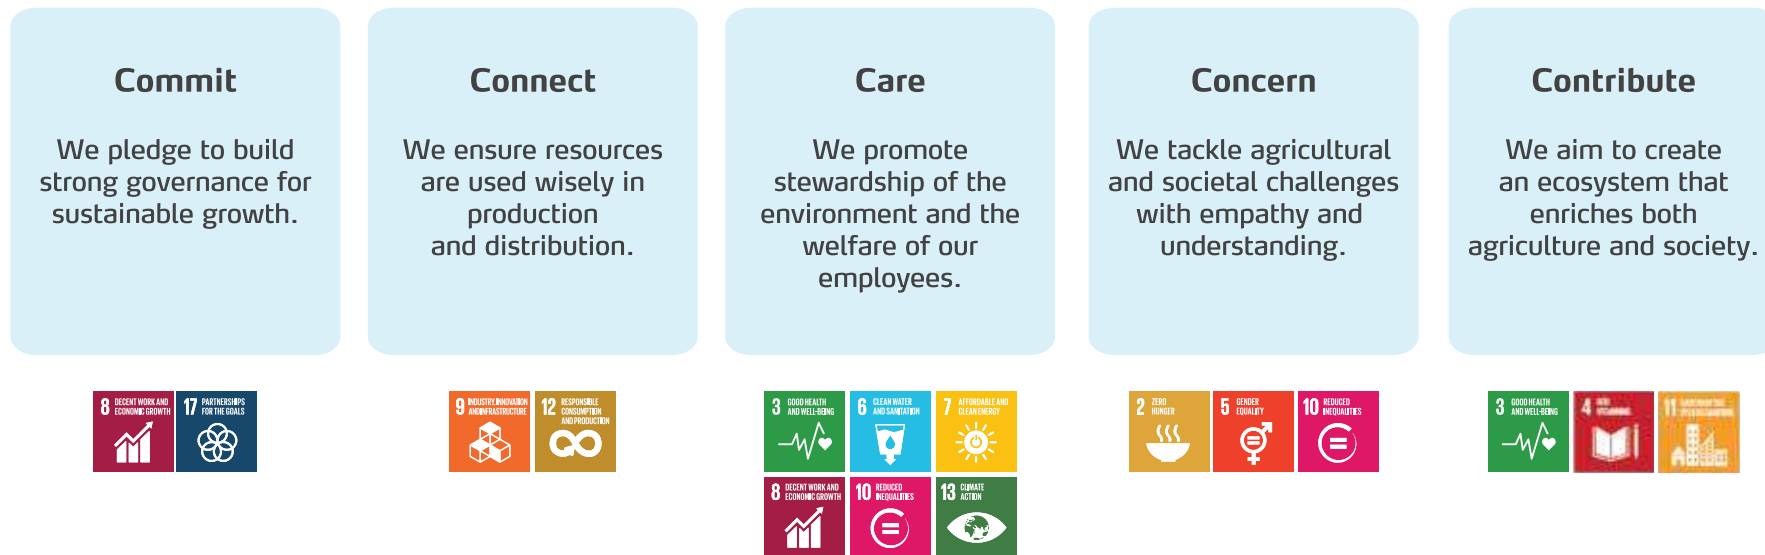 Commit
We pledge to build
strong governance for
sustainable growth.
Connect
We ensure resources
are used wisely in
production
and distribution.
Care
We promote
stewardship of the
environment and the
welfare of our
employees.
Concern
We tackle agricultural
and societal challenges
with empathy and
understanding.
Contribute
We aim to create
an ecosystem that
enriches both
agriculture and society.
8 DECENT WORK AND
ECONOMIC GROWTH
17 PARTNERSHIPS
FOR THE GOALS
9 INDUSTRY, INNOVATION
AND INFRASTRUCTURE
12 RESPONSIBLE
CONSUMPTION
AND PRODUCTION
3 GOOD HEALTH
AND WELL-BEING
6 CLEAN WATER
AND SANITATION
7 AFFORDABLE AND
CLEAN ENERGY
8 DECENT WORK AND
ECONOMIC GROWTH
10 REDUCED
INEQUALITIES
13 CLIMATE
ACTION
2 ZERO
HUNGER
5 GENDER
EQUALITY
10 REDUCED
INEQUALITIES
3 GOOD HEALTH
AND WELL-BEING
4
11